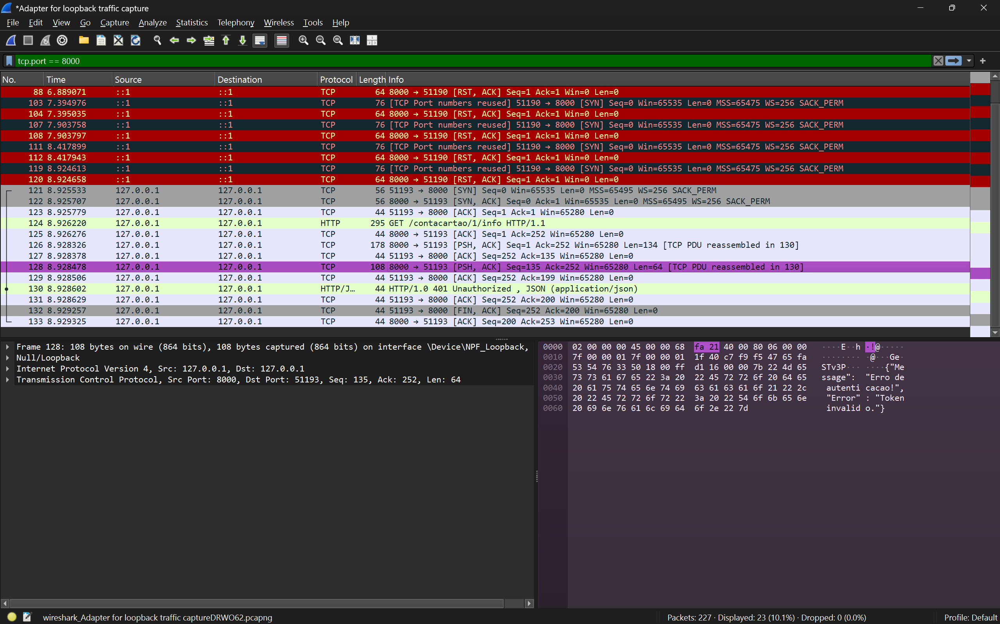 *Adapter for loopback traffic capture
File Edit View Go Capture Analyze Statistics Telephony Wireless Tools Help
tcp.port == 8000
No. Time Source Destination Protocol Length Info
88 6.889071 ::1 ::1 TCP 64 8000 → 51190 [RST, ACK] Seq=1 Ack=1 Win=0 Len=0
103 7.394976 ::1 ::1 TCP 76 [TCP Port numbers reused] 51190 → 8000 [SYN] Seq=0 Win=65535 Len=0 MSS=65475 WS=256 SACK_PERM
104 7.395035 ::1 ::1 TCP 64 8000 → 51190 [RST, ACK] Seq=1 Ack=1 Win=0 Len=0
107 7.903758 ::1 ::1 TCP 76 [TCP Port numbers reused] 51190 → 8000 [SYN] Seq=0 Win=65535 Len=0 MSS=65475 WS=256 SACK_PERM
108 7.903797 ::1 ::1 TCP 64 8000 → 51190 [RST, ACK] Seq=1 Ack=1 Win=0 Len=0
111 8.417899 ::1 ::1 TCP 76 [TCP Port numbers reused] 51190 → 8000 [SYN] Seq=0 Win=65535 Len=0 MSS=65475 WS=256 SACK_PERM
112 8.417943 ::1 ::1 TCP 64 8000 → 51190 [RST, ACK] Seq=1 Ack=1 Win=0 Len=0
119 8.924613 ::1 ::1 TCP 76 [TCP Port numbers reused] 51190 → 8000 [SYN] Seq=0 Win=65535 Len=0 MSS=65475 WS=256 SACK_PERM
120 8.924658 ::1 ::1 TCP 64 8000 → 51190 [RST, ACK] Seq=1 Ack=1 Win=0 Len=0
121 8.925533 127.0.0.1 127.0.0.1 TCP 56 51193 → 8000 [SYN] Seq=0 Win=65535 Len=0 MSS=65495 WS=256 SACK_PERM
122 8.925707 127.0.0.1 127.0.0.1 TCP 56 8000 → 51193 [SYN, ACK] Seq=0 Ack=1 Win=65535 Len=0 MSS=65495 WS=256 SACK_PERM
123 8.925779 127.0.0.1 127.0.0.1 TCP 44 51193 → 8000 [ACK] Seq=1 Ack=1 Win=65280 Len=0
124 8.926220 127.0.0.1 127.0.0.1 HTTP 295 GET /contacartao/1/info HTTP/1.1
125 8.926276 127.0.0.1 127.0.0.1 TCP 44 8000 → 51193 [ACK] Seq=1 Ack=252 Win=65280 Len=0
126 8.928326 127.0.0.1 127.0.0.1 TCP 178 8000 → 51193 [PSH, ACK] Seq=1 Ack=252 Win=65280 Len=134 [TCP PDU reassembled in 130]
127 8.928378 127.0.0.1 127.0.0.1 TCP 44 51193 → 8000 [ACK] Seq=252 Ack=135 Win=65280 Len=0
128 8.928478 127.0.0.1 127.0.0.1 TCP 108 8000 → 51193 [PSH, ACK] Seq=135 Ack=252 Win=65280 Len=64 [TCP PDU reassembled in 130]
129 8.928506 127.0.0.1 127.0.0.1 TCP 44 51193 → 8000 [ACK] Seq=252 Ack=199 Win=65280 Len=0
130 8.928602 127.0.0.1 127.0.0.1 HTTP/J… 44 HTTP/1.0 401 Unauthorized , JSON (application/json)
131 8.928629 127.0.0.1 127.0.0.1 TCP 44 51193 → 8000 [ACK] Seq=252 Ack=200 Win=65280 Len=0
132 8.929257 127.0.0.1 127.0.0.1 TCP 44 51193 → 8000 [FIN, ACK] Seq=252 Ack=200 Win=65280 Len=0
133 8.929325 127.0.0.1 127.0.0.1 TCP 44 8000 → 51193 [ACK] Seq=200 Ack=253 Win=65280 Len=0
Frame 128: 108 bytes on wire (864 bits), 108 bytes captured (864 bits) on interface \Device\NPF_Loopback,
Null/Loopback
Internet Protocol Version 4, Src: 127.0.0.1, Dst: 127.0.0.1
Transmission Control Protocol, Src Port: 8000, Dst Port: 51193, Seq: 135, Ack: 252, Len: 64
0000 02 00 00 00 45 00 00 68 fa 21 40 00 80 06 00 00 ····E··h ·!@·····
0010 7f 00 00 01 7f 00 00 01 1f 40 c7 f9 f5 47 65 fa ········ ·@···Ge·
0020 53 54 76 33 50 18 00 ff d1 16 00 00 7b 22 4d 65 STv3P··· ····{"Me
0030 73 73 61 67 65 22 3a 20 22 45 72 72 6f 20 64 65 ssage": "Erro de
0040 20 61 75 74 65 6e 74 69 63 61 63 61 6f 21 22 2c autenti cacao!",
0050 20 22 45 72 72 6f 72 22 3a 20 22 54 6f 6b 65 6e "Error" : "Token
0060 20 69 6e 76 61 6c 69 64 6f 2e 22 7d invalid o."}
wireshark_Adapter for loopback traffic captureDRWO62.pcapng
Packets: 227 · Displayed: 23 (10.1%) · Dropped: 0 (0.0%)
Profile: Default